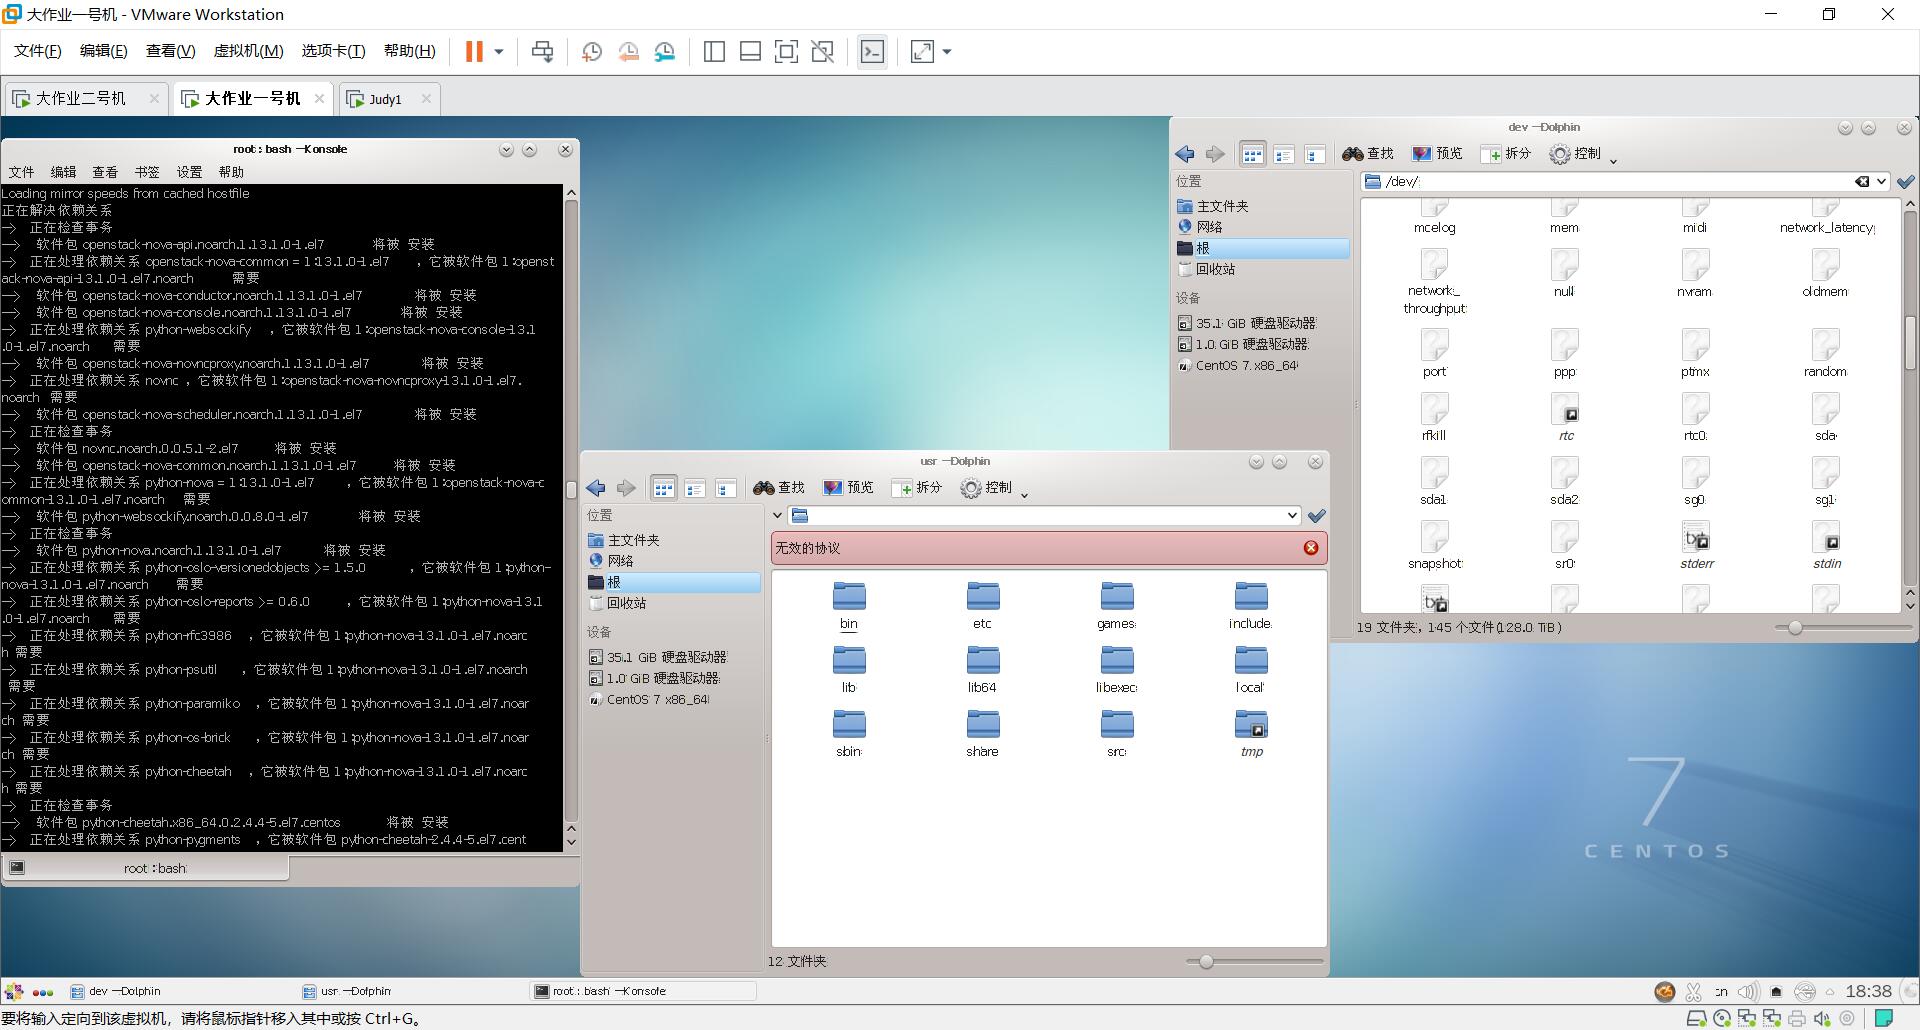 大作业一号机 - VMware Workstation
文件(F) 编辑(E) 查看(V) 虚拟机(M) 选项卡(T) 帮助(H)
大作业二号机 大作业一号机 Judy1
root : bash — Konsole
文件 编辑 查看 书签 设置 帮助
Loading mirror speeds from cached hostfile
正在解决依赖关系
--> 正在检查事务
---> 软件包 openstack-nova-api.noarch.1.13.1.0-1.el7 将被 安装
--> 正在处理依赖关系 openstack-nova-common = 1:13.1.0-1.el7 ，它被软件包 1:openst
ack-nova-api-13.1.0-1.el7.noarch 需要
---> 软件包 openstack-nova-conductor.noarch.1.13.1.0-1.el7 将被 安装
---> 软件包 openstack-nova-console.noarch.1.13.1.0-1.el7 将被 安装
--> 正在处理依赖关系 python-websockify ，它被软件包 1:openstack-nova-console-13.1
.0-1.el7.noarch 需要
---> 软件包 openstack-nova-novncproxy.noarch.1.13.1.0-1.el7 将被 安装
--> 正在处理依赖关系 novnc ，它被软件包 1:openstack-nova-novncproxy-13.1.0-1.el7.
noarch 需要
---> 软件包 openstack-nova-scheduler.noarch.1.13.1.0-1.el7 将被 安装
--> 正在检查事务
---> 软件包 novnc.noarch.0.0.5.1-2.el7 将被 安装
---> 软件包 openstack-nova-common.noarch.1.13.1.0-1.el7 将被 安装
--> 正在处理依赖关系 python-nova = 1:13.1.0-1.el7 ，它被软件包 1:openstack-nova-c
ommon-13.1.0-1.el7.noarch 需要
---> 软件包 python-websockify.noarch.0.0.8.0-1.el7 将被 安装
--> 正在检查事务
---> 软件包 python-nova.noarch.1.13.1.0-1.el7 将被 安装
--> 正在处理依赖关系 python-oslo-versionedobjects >= 1.5.0 ，它被软件包 1:python-
nova-13.1.0-1.el7.noarch 需要
--> 正在处理依赖关系 python-oslo-reports >= 0.6.0 ，它被软件包 1:python-nova-13.1
.0-1.el7.noarch 需要
--> 正在处理依赖关系 python-rfc3986 ，它被软件包 1:python-nova-13.1.0-1.el7.noarc
h 需要
--> 正在处理依赖关系 python-psutil ，它被软件包 1:python-nova-13.1.0-1.el7.noarch
需要
--> 正在处理依赖关系 python-paramiko ，它被软件包 1:python-nova-13.1.0-1.el7.noar
ch 需要
--> 正在处理依赖关系 python-os-brick ，它被软件包 1:python-nova-13.1.0-1.el7.noar
ch 需要
--> 正在处理依赖关系 python-cheetah ，它被软件包 1:python-nova-13.1.0-1.el7.noarc
h 需要
--> 正在检查事务
---> 软件包 python-cheetah.x86_64.0.2.4.4-5.el7.centos 将被 安装
--> 正在处理依赖关系 python-pygments ，它被软件包 python-cheetah-2.4.4-5.el7.cent
root : bash
usr — Dolphin
查找 预览 拆分 控制
位置
主文件夹
网络
根
回收站
设备
35.1 GiB 硬盘驱动器
1.0 GiB 硬盘驱动器
CentOS 7 x86_64
无效的协议
bin etc games include
lib lib64 libexec local
sbin share src tmp
12 文件夹
dev — Dolphin
查找 预览 拆分 控制
/dev/
位置
主文件夹
网络
根
回收站
设备
35.1 GiB 硬盘驱动器
1.0 GiB 硬盘驱动器
CentOS 7 x86_64
mcelog mem midi network_latency
network_
throughput null nvram oldmem
port ppp ptmx random
rfkill rtc rtc0 sda
sda1 sda2 sg0 sg1
snapshot sr0 stderr stdin
19 文件夹, 145 个文件(128.0 TiB )
7
CENTOS
dev — Dolphin usr — Dolphin root : bash — Konsole 18:38
要将输入定向到该虚拟机，请将鼠标指针移入其中或按 Ctrl+G。